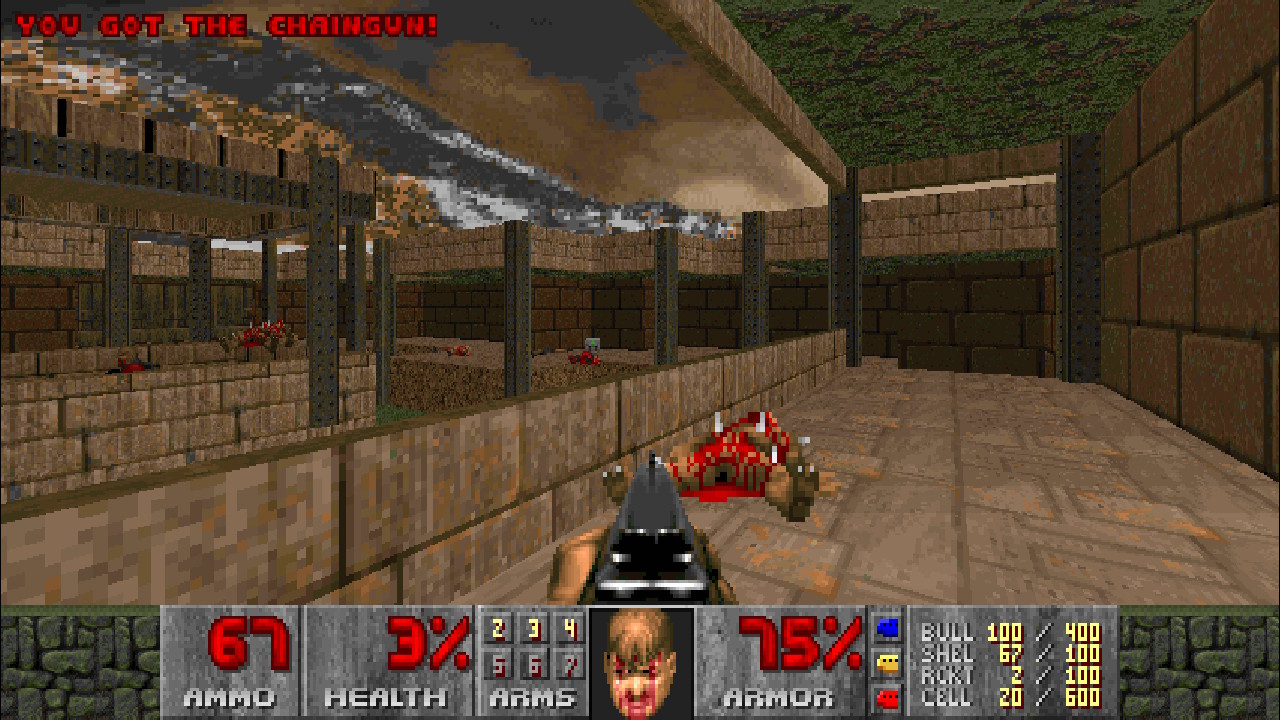 YOU GOT THE CHAINGUN!
67 3% 2 3 4 75% BULL 100 / 400
5 6 7 SHEL 67 / 100
RCKT 2 / 100
AMMO HEALTH ARMS ARMOR CELL 20 / 600